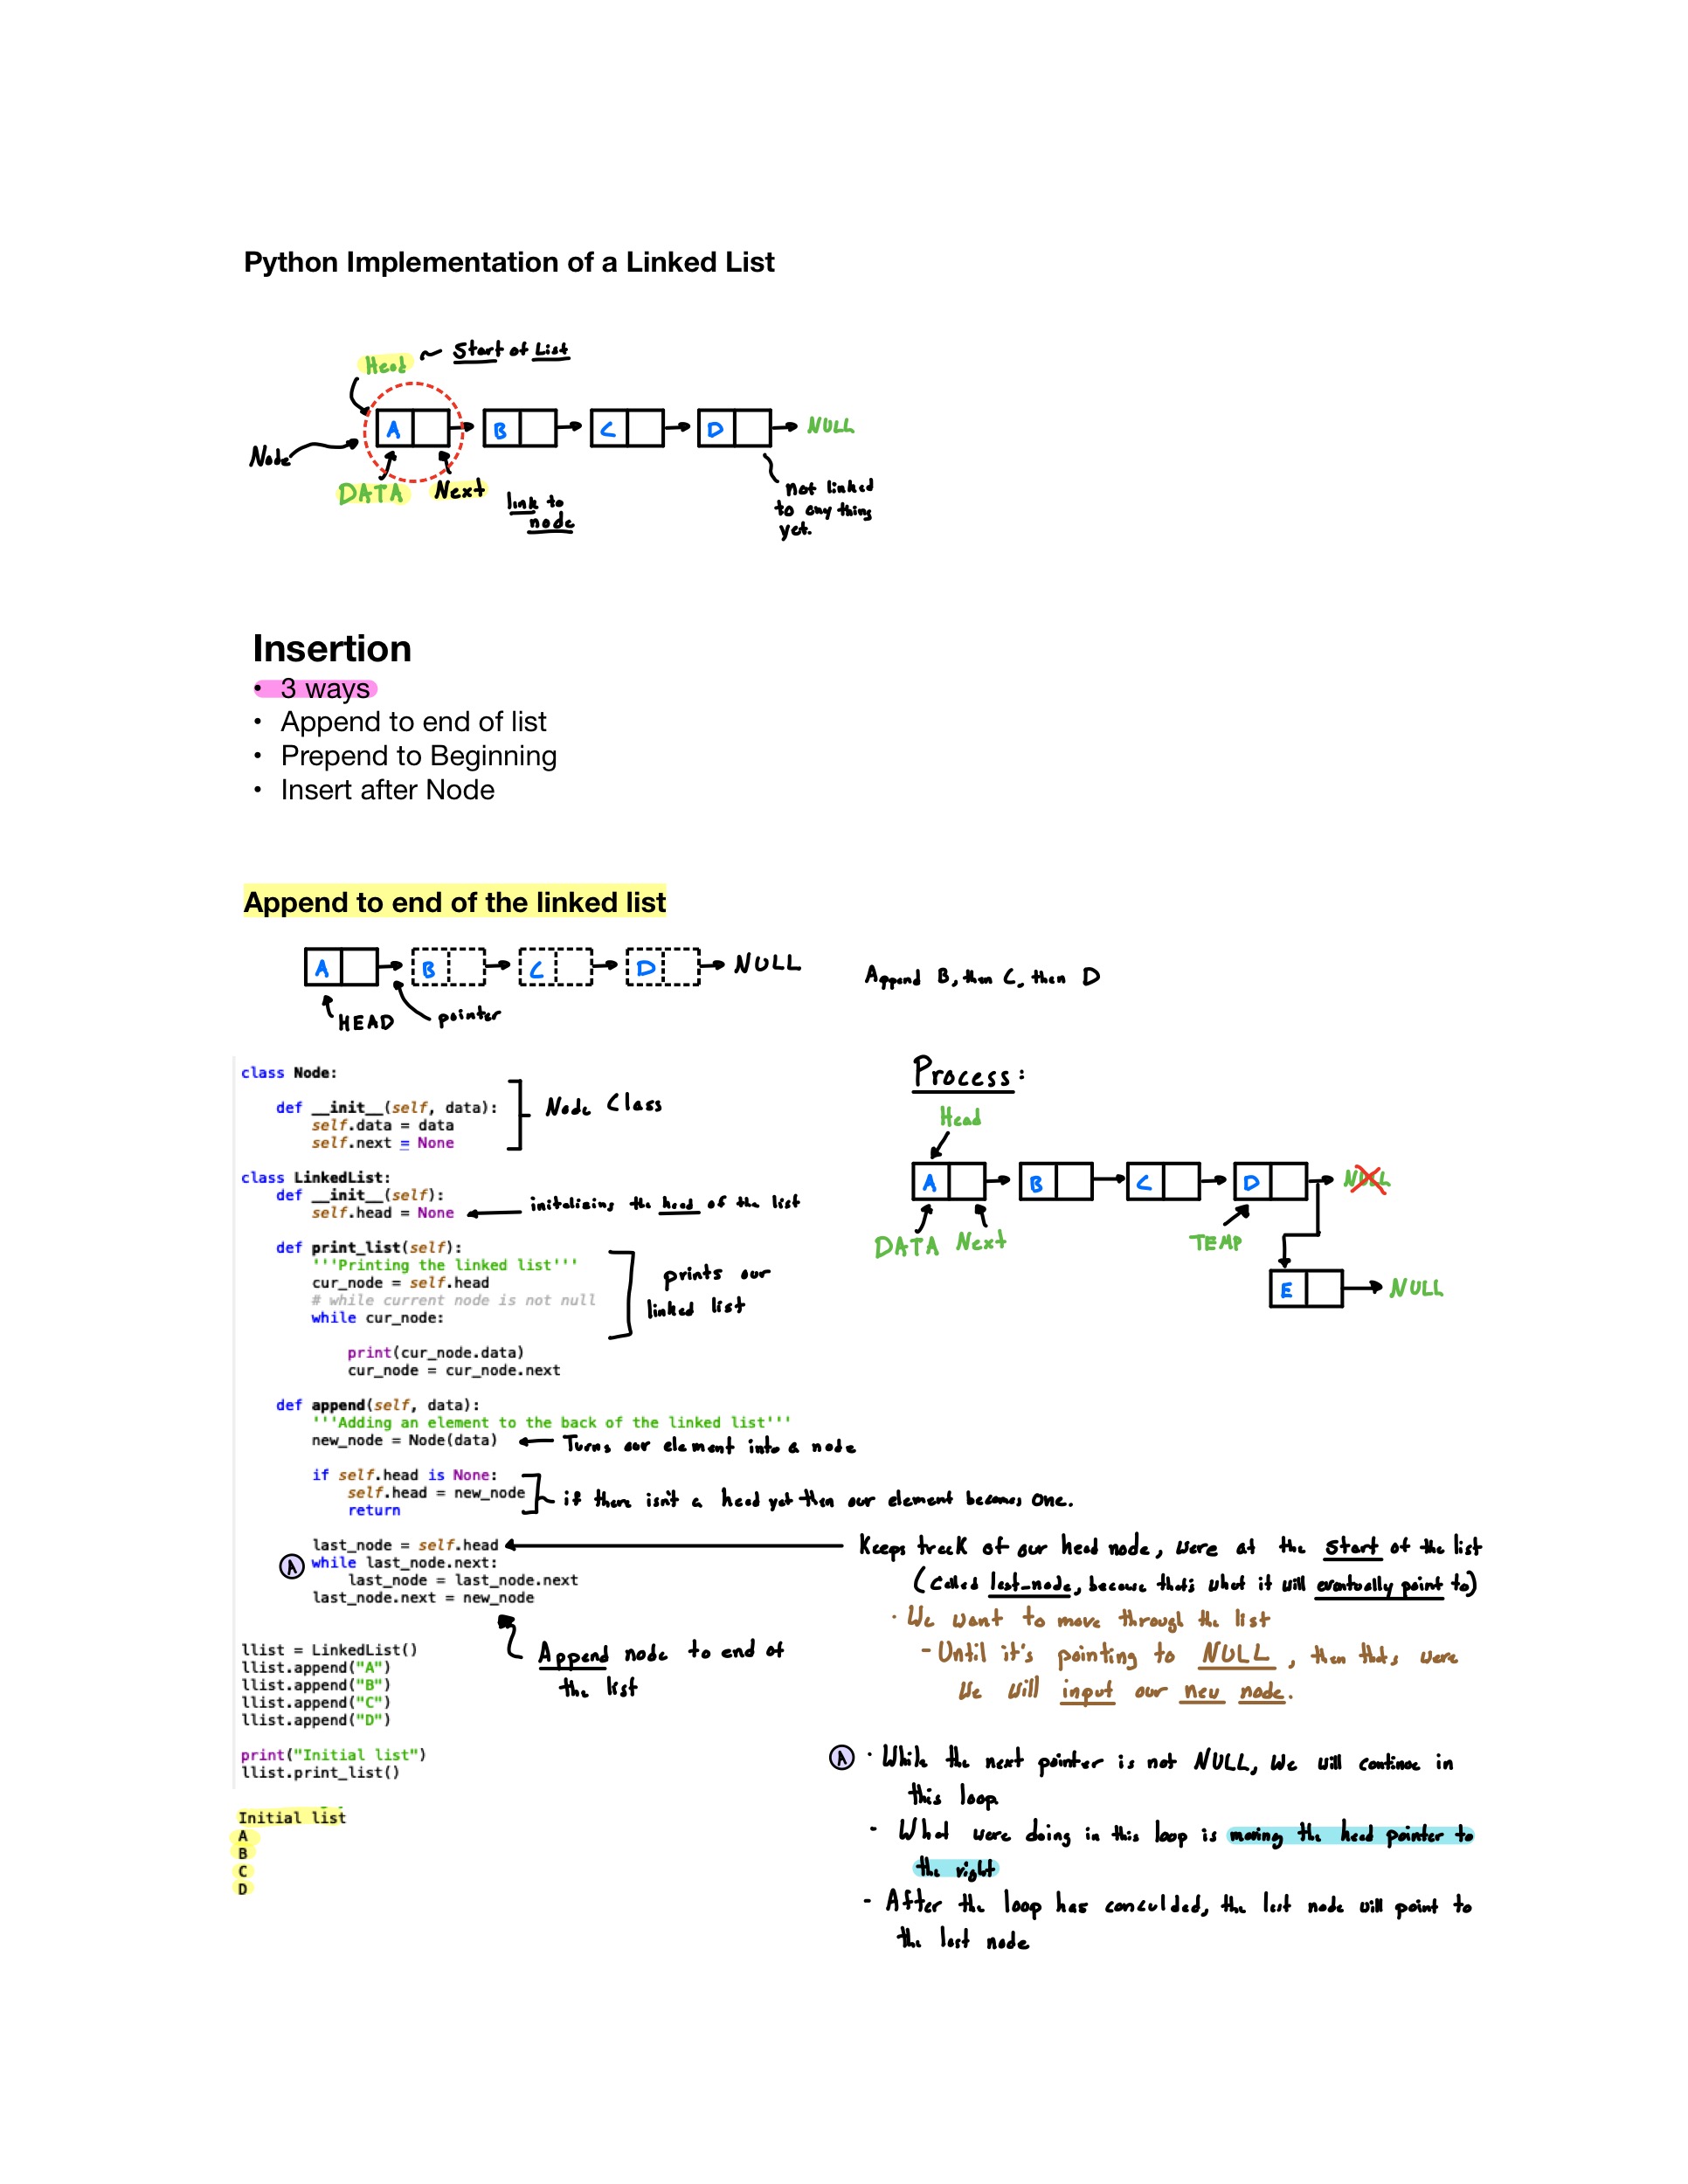 Python Implementation of a Linked List
Head ~ Start of List
A B C D NULL
Node
DATA Next
link to
node
not linked
to any thing
yet.
Insertion
• 3 ways
• Append to end of list
• Prepend to Beginning
• Insert after Node
Append to end of the linked list
A B C D NULL
HEAD
pointer
Append B, then C, then D
class Node:
def __init__(self, data):
self.data = data
self.next = None
Node Class
class LinkedList:
def __init__(self):
self.head = None
initalizing the head of the list
def print_list(self):
'''Printing the linked list'''
cur_node = self.head
# while current node is not null
while cur_node:
print(cur_node.data)
cur_node = cur_node.next
prints our
linked list
def append(self, data):
'''Adding an element to the back of the linked list'''
new_node = Node(data)
Turns our element into a node
if self.head is None:
self.head = new_node
return
if there isn't a head yet then our element becomes one.
last_node = self.head
A while last_node.next:
last_node = last_node.next
last_node.next = new_node
Append node to end of
the list
llist = LinkedList()
llist.append("A")
llist.append("B")
llist.append("C")
llist.append("D")
print("Initial list")
llist.print_list()
Initial list
A
B
C
D
Process:
Head
A B C D NULL
DATA Next
TEMP
E NULL
Keeps track of our head node, were at the start of the list
(called last_node, because thats what it will eventually point to)
· We want to move through the list
- Until it's pointing to NULL, then thats were
we will input our new node.
A · While the next pointer is not NULL, we will continue in
this loop
- What were doing in this loop is moving the head pointer to
the right
- After the loop has conculded, the last node will point to
the last node